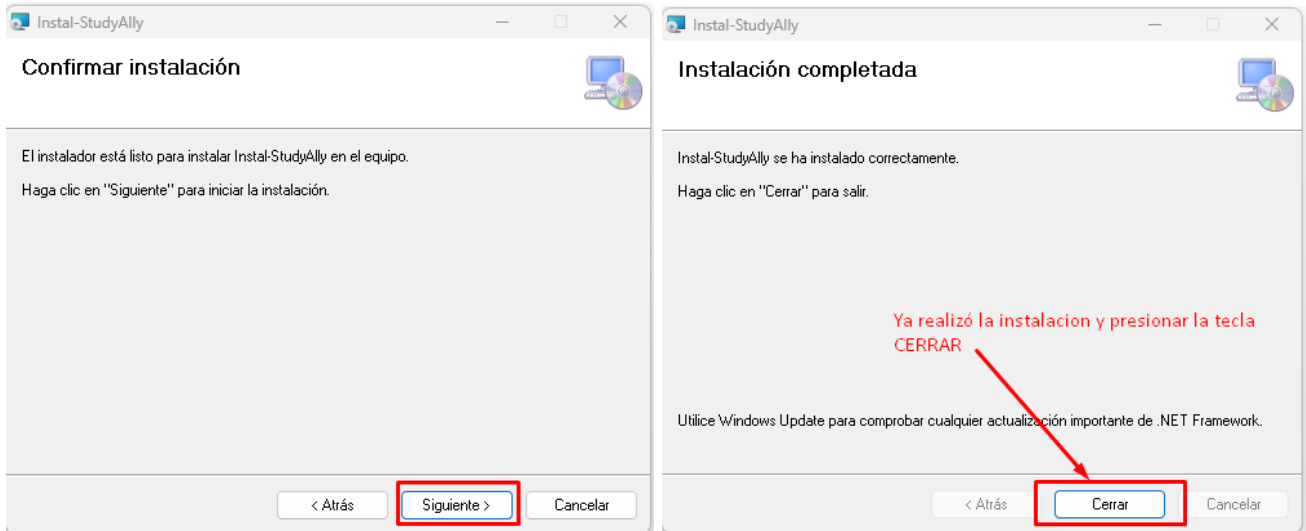 Instal-StudyAlly
Confirmar instalación
El instalador está listo para instalar Instal-StudyAlly en el equipo.
Haga clic en "Siguiente" para iniciar la instalación.
< Atrás
Siguiente >
Cancelar
Instal-StudyAlly
Instalación completada
Instal-StudyAlly se ha instalado correctamente.
Haga clic en "Cerrar" para salir.
Ya realizó la instalacion y presionar la tecla
CERRAR
Utilice Windows Update para comprobar cualquier actualización importante de .NET Framework.
< Atrás
Cerrar
Cancelar